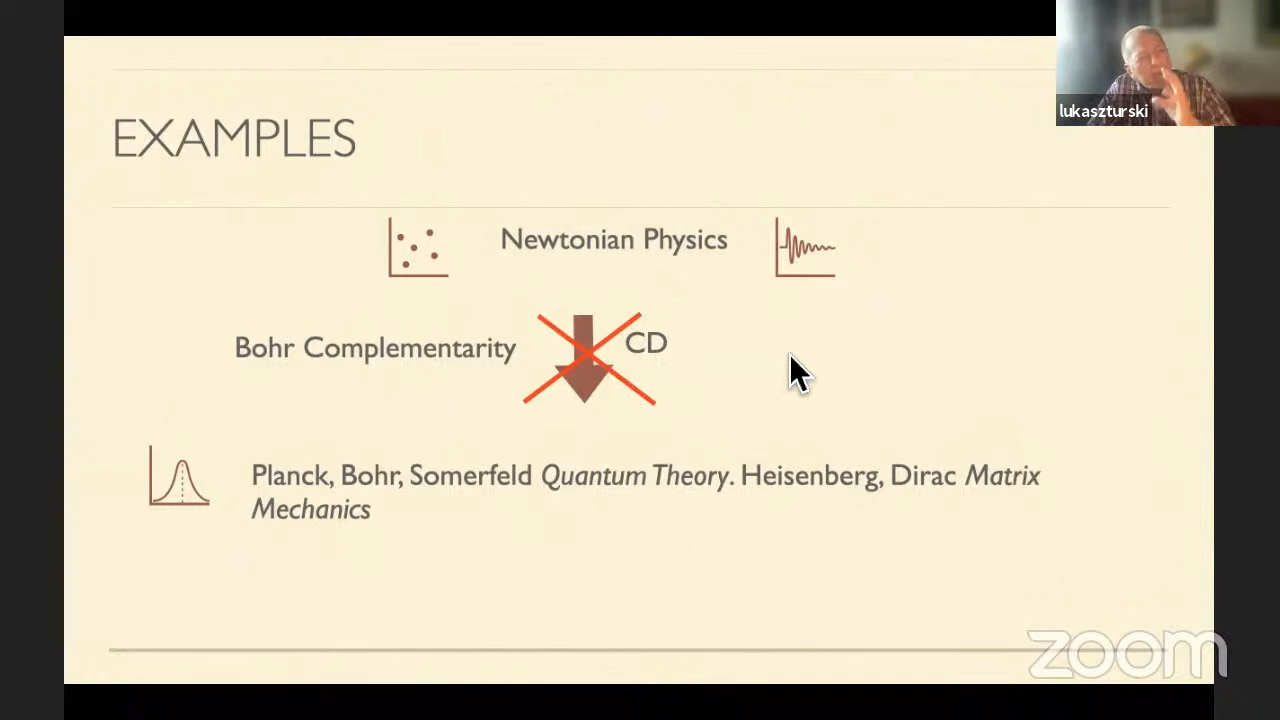 lukaszturski
EXAMPLES
Newtonian Physics
Bohr Complementarity
CD
Planck, Bohr, Somerfeld Quantum Theory. Heisenberg, Dirac Matrix
Mechanics
zoom